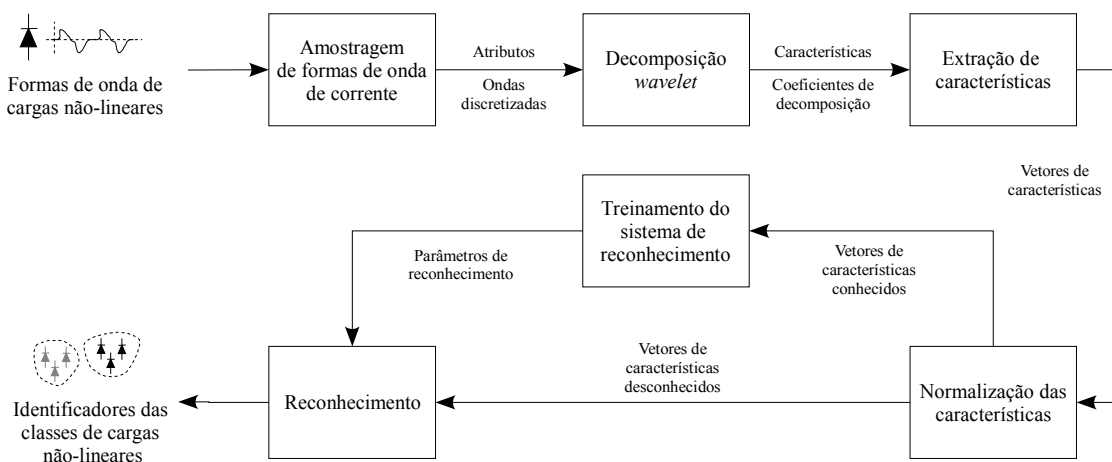 Formas de onda de
cargas não-lineares
Amostragem
de formas de onda
de corrente
Atributos
Ondas
discretizadas
Decomposição
wavelet
Características
Coeficientes de
decomposição
Extração de
características
Vetores de
características
Treinamento do
sistema de
reconhecimento
Parâmetros de
reconhecimento
Vetores de
características
conhecidos
Vetores de
características
desconhecidos
Normalização das
características
Reconhecimento
Identificadores das
classes de cargas
não-lineares